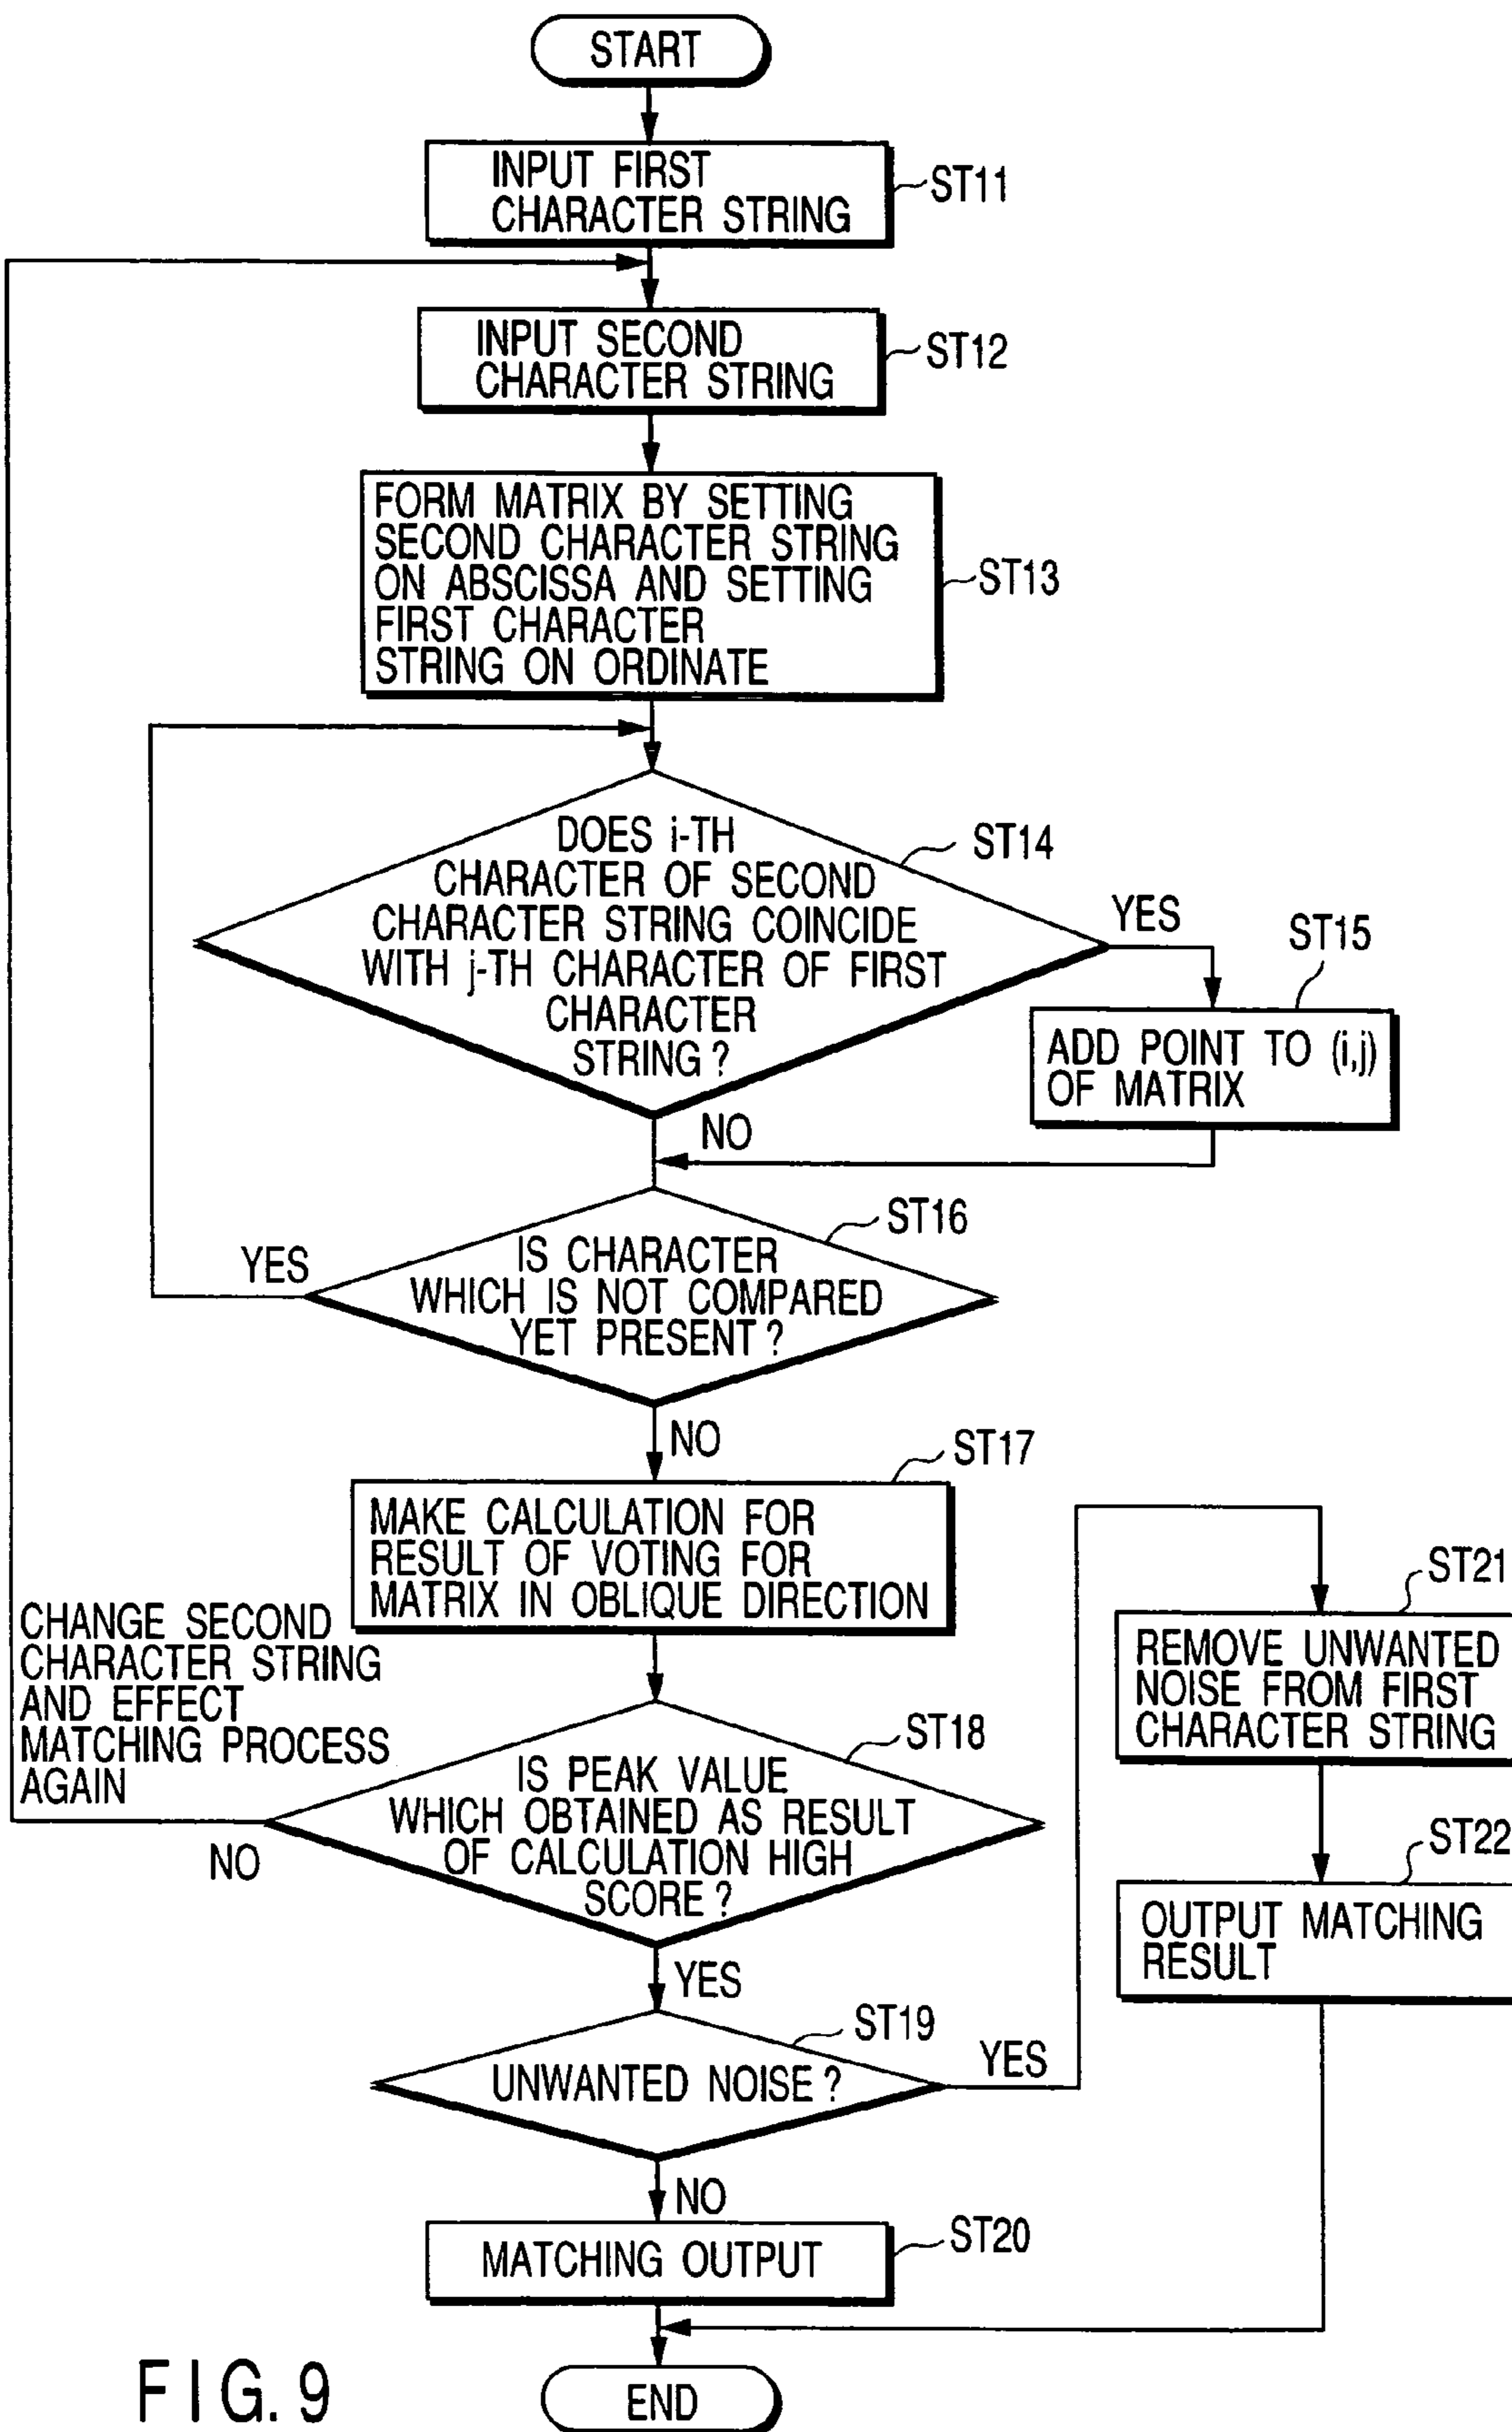 START
INPUT FIRST
CHARACTER STRING
ST11
INPUT SECOND
CHARACTER STRING
ST12
FORM MATRIX BY SETTING
SECOND CHARACTER STRING
ON ABSCISSA AND SETTING
FIRST CHARACTER
STRING ON ORDINATE
ST13
DOES i-TH
CHARACTER OF SECOND
CHARACTER STRING COINCIDE
WITH j-TH CHARACTER OF FIRST
CHARACTER
STRING ?
ST14
YES
ST15
ADD POINT TO (i,j)
OF MATRIX
NO
ST16
IS CHARACTER
WHICH IS NOT COMPARED
YET PRESENT ?
YES
NO
ST17
MAKE CALCULATION FOR
RESULT OF VOTING FOR
MATRIX IN OBLIQUE DIRECTION
CHANGE SECOND
CHARACTER STRING
AND EFFECT
MATCHING PROCESS
AGAIN
ST18
IS PEAK VALUE
WHICH OBTAINED AS RESULT
OF CALCULATION HIGH
SCORE ?
NO
YES
ST19
UNWANTED NOISE ?
YES
ST21
REMOVE UNWANTED
NOISE FROM FIRST
CHARACTER STRING
ST22
OUTPUT MATCHING
RESULT
NO
MATCHING OUTPUT
ST20
END
FIG. 9